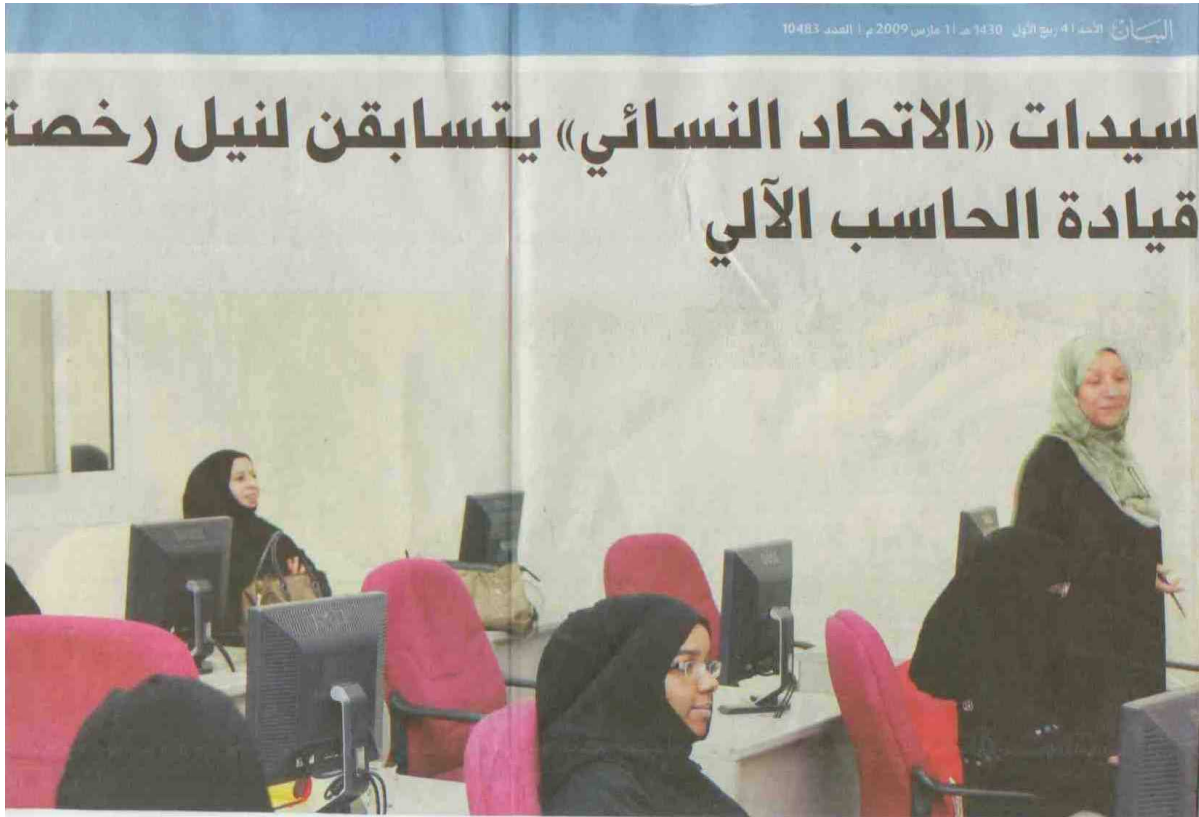 البيان الأحد 4 ربيع الأول 1430 هـ | 1 مارس 2009 م | العدد 10483
سيدات «الاتحاد النسائي» يتسابقن لنيل رخصة
قيادة الحاسب الآلي